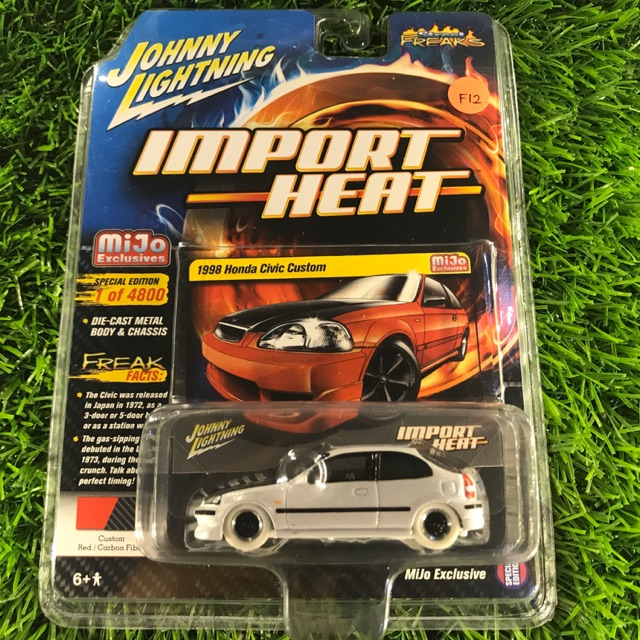 JOHNNY
LIGHTNING
FREAKS
F12
IMPORT
HEAT
MiJo
Exclusives
1998 Honda Civic Custom
MiJo
Exclusives
SPECIAL EDITION
1 of 4800
• DIE-CAST METAL
BODY & CHASSIS
FREAK
FACTS:
• The Civic was released
in Japan in 1972, as a
3-door or 5-door
or as a station
• The gas-sipping
debuted in the
1973, during the
crunch. Talk
perfect timing!
JOHNNY
LIGHTNING
IMPORT
HEAT
Custom
Red / Carbon
6+
MiJo Exclusive
SPECIAL
EDITION